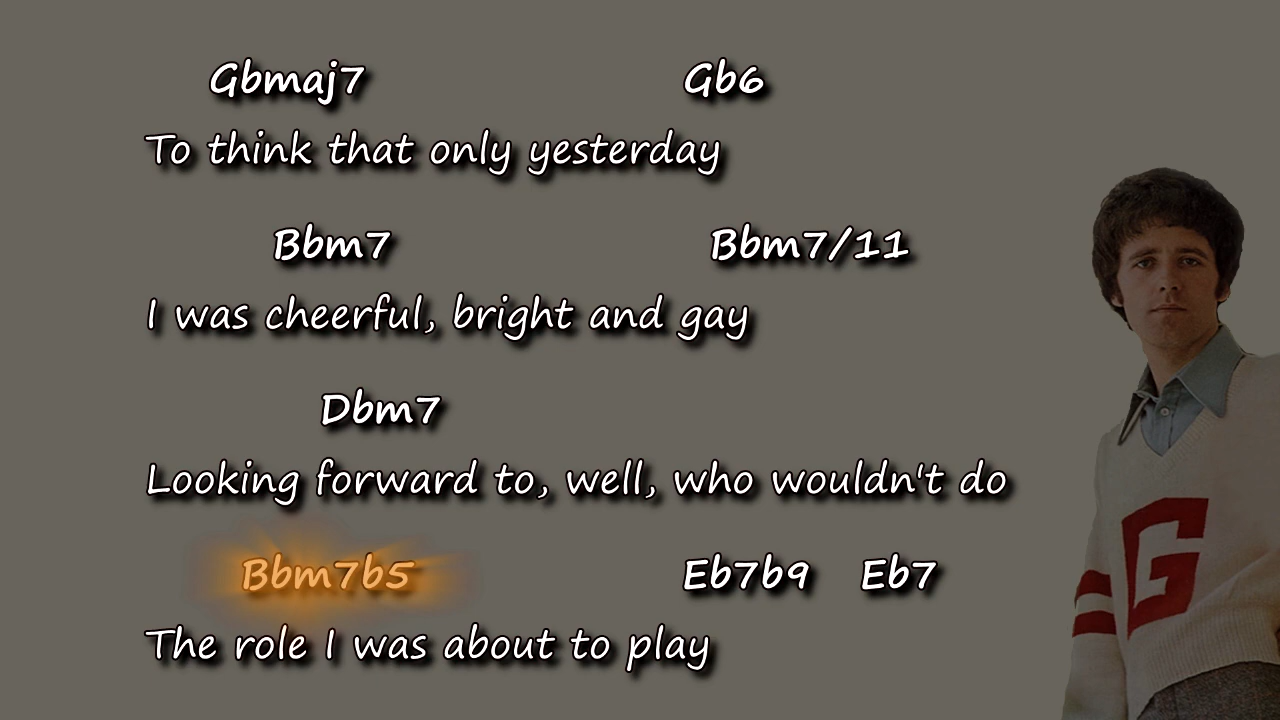 Gbmaj7 Gb6
To think that only yesterday
Bbm7 Bbm7/11
I was cheerful, bright and gay
Dbm7
Looking forward to, well, who wouldn't do
Bbm7b5 Eb7b9 Eb7
The role I was about to play
G